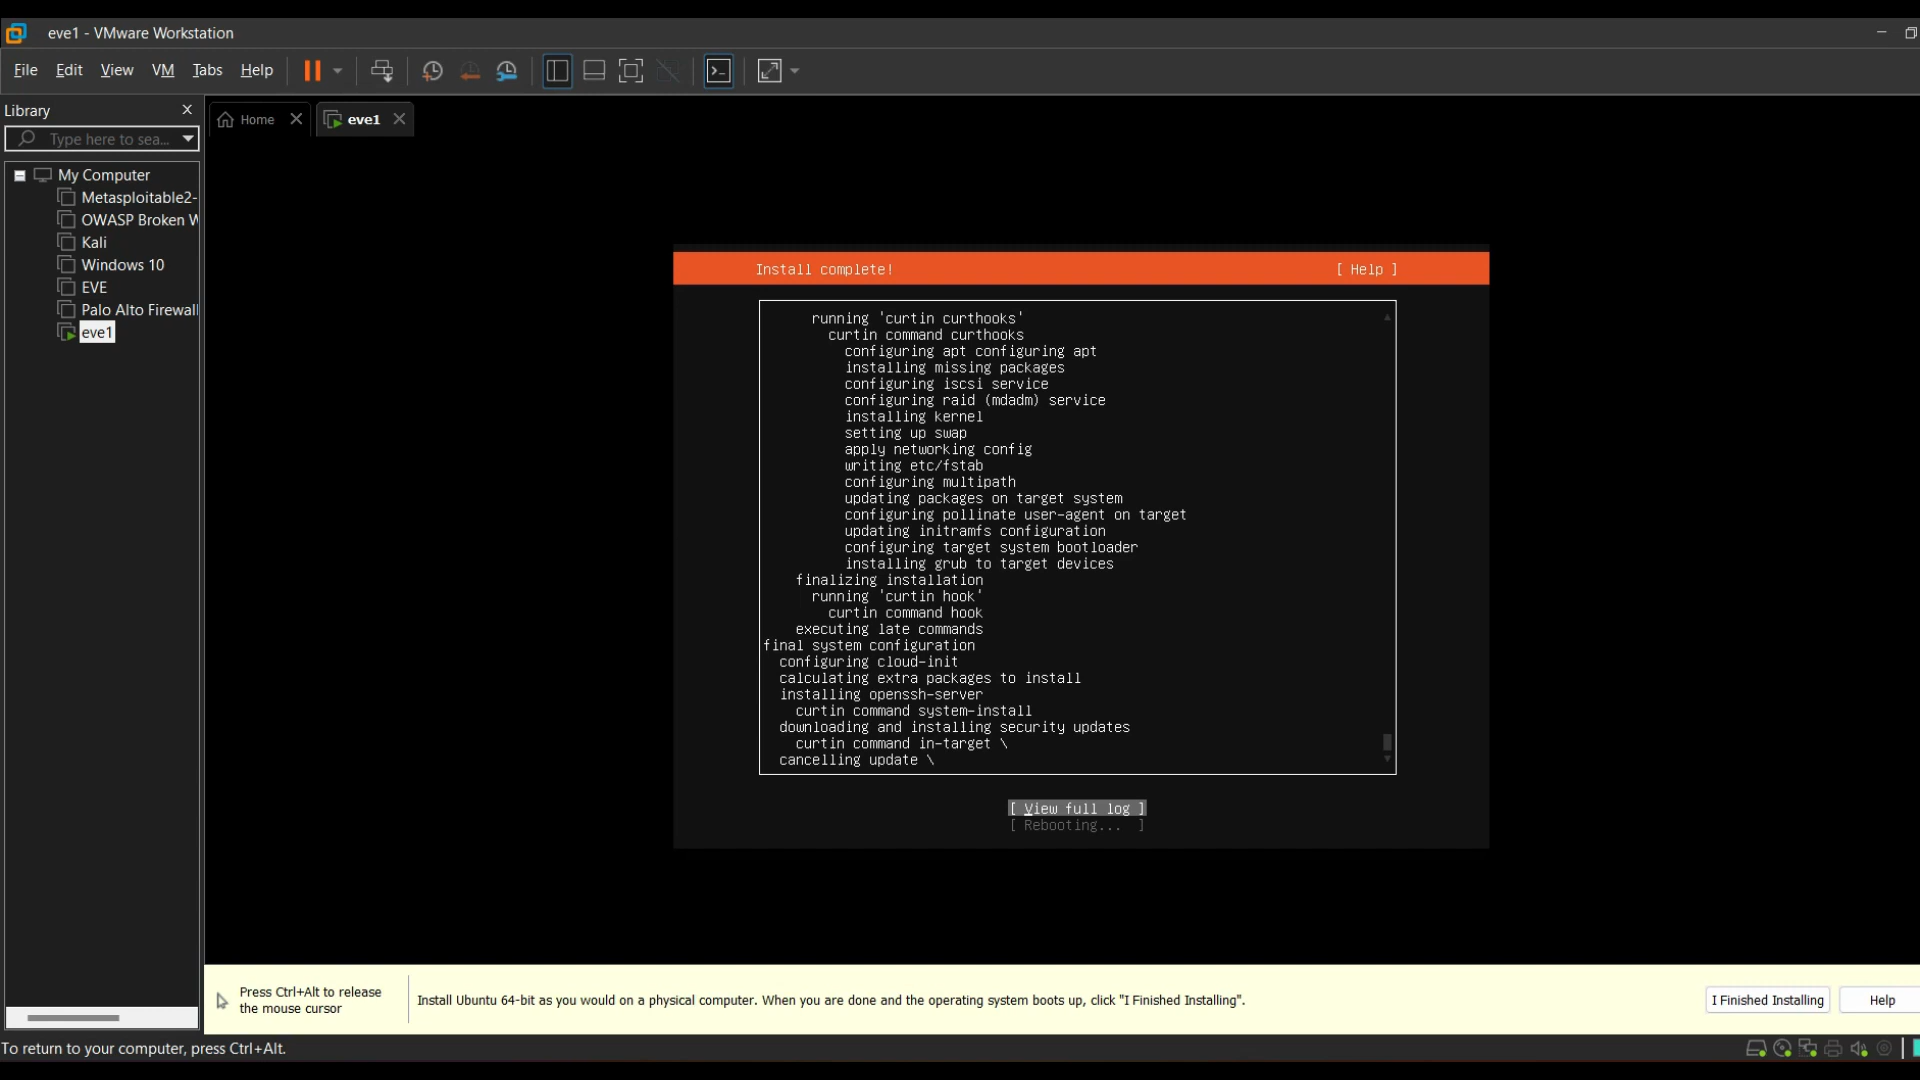 eve1 - VMware Workstation
File Edit View VM Tabs Help
Library
Type here to sea...
Home
eve1
My Computer
Metasploitable2-
OWASP Broken W
Kali
Windows 10
EVE
Palo Alto Firewall
eve1
Install complete! [ Help ]
running 'curtin curthooks'
curtin command curthooks
configuring apt configuring apt
installing missing packages
configuring iscsi service
configuring raid (mdadm) service
installing kernel
setting up swap
apply networking config
writing etc/fstab
configuring multipath
updating packages on target system
configuring pollinate user-agent on target
updating initramfs configuration
configuring target system bootloader
installing grub to target devices
finalizing installation
running 'curtin hook'
curtin command hook
executing late commands
final system configuration
configuring cloud-init
calculating extra packages to install
installing openssh-server
curtin command system-install
downloading and installing security updates
curtin command in-target \
cancelling update \
[ View full log ]
[ Rebooting... ]
Press Ctrl+Alt to release
the mouse cursor
Install Ubuntu 64-bit as you would on a physical computer. When you are done and the operating system boots up, click "I Finished Installing".
I Finished Installing
Help
To return to your computer, press Ctrl+Alt.